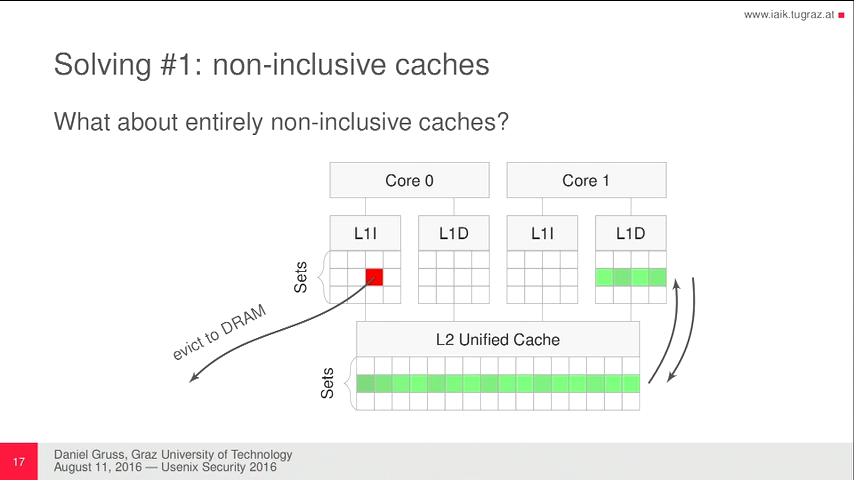 www.iaik.tugraz.at
Solving #1: non-inclusive caches
What about entirely non-inclusive caches?
Core 0
Core 1
L1I
L1D
L1I
L1D
Sets
evict to DRAM
L2 Unified Cache
Sets
17
Daniel Gruss, Graz University of Technology
August 11, 2016 — Usenix Security 2016